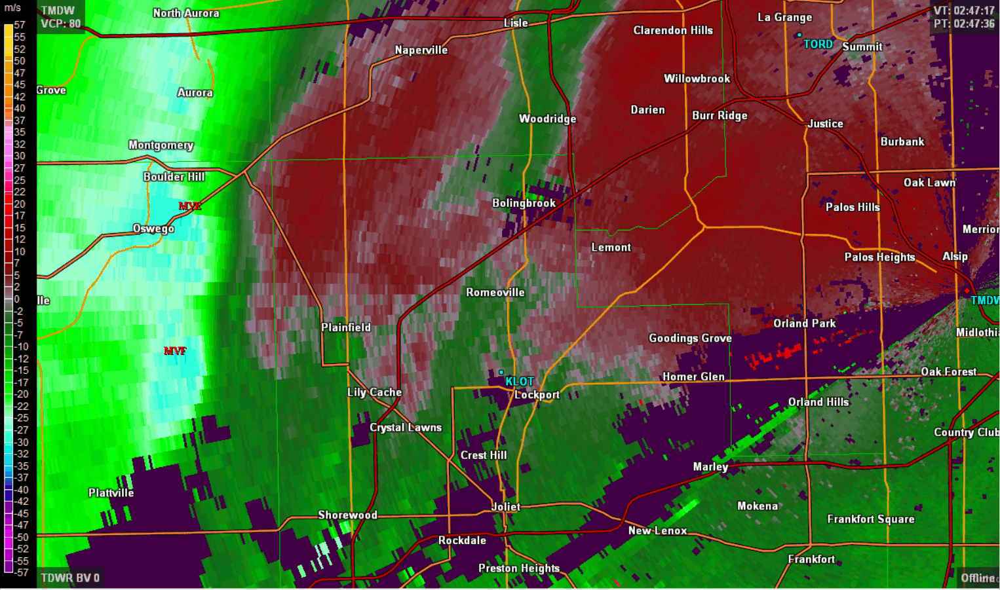 m/s
57
55
52
50
47
45
42
40
37
35
32
30
27
25
22
20
17
15
12
10
7
5
2
0
-2
-5
-7
-10
-12
-15
-17
-20
-22
-25
-27
-30
-32
-35
-37
-40
-42
-45
-47
-50
-52
-55
-57
TMDW
VCP: 80
VT: 02:47:17
PT: 02:47:36
North Aurora
Lisle
La Grange
Clarendon Hills
TORD
Summit
Naperville
Grove
Aurora
Willowbrook
Darien
Burr Ridge
Woodridge
Justice
Montgomery
Burbank
Boulder Hill
Oak Lawn
MVF
Bolingbrook
Palos Hills
Oswego
Merrion
Lemont
Palos Heights
Alsip
lle
Romeoville
TMDW
Plainfield
Orland Park
Midlothia
Goodings Grove
MVF
KLOT
Homer Glen
Oak Forest
Lily Cache
Lockport
Orland Hills
Crystal Lawns
Country Club
Crest Hill
Marley
Plattville
Joliet
Mokena
Shorewood
Frankfort Square
New Lenox
Rockdale
Frankfort
Preston Heights
TDWR BV 0
Offline